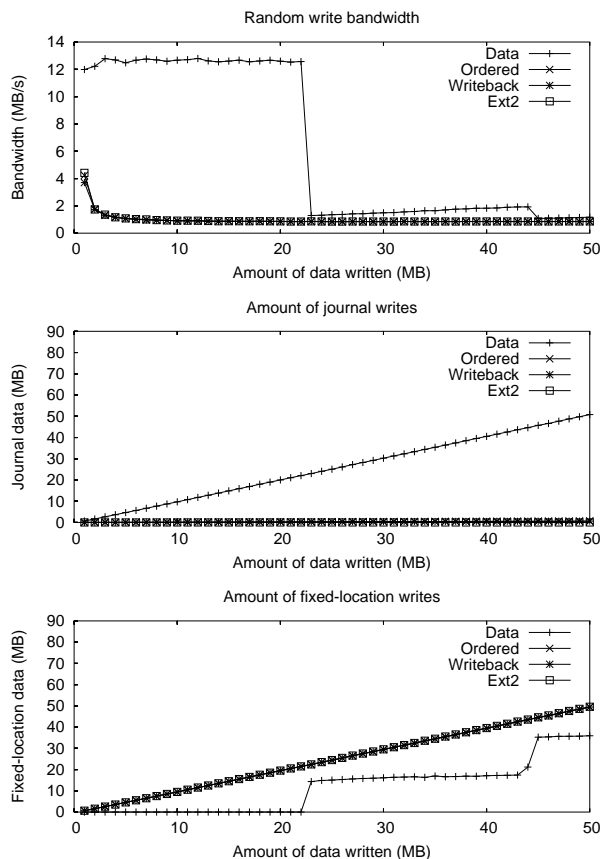 Random write bandwidth
14
12
10
8
6
4
2
0
Bandwidth (MB/s)
Data
Ordered
Writeback
Ext2
0 10 20 30 40 50
Amount of data written (MB)
Amount of journal writes
90
80
70
60
50
40
30
20
10
0
Journal data (MB)
Data
Ordered
Writeback
Ext2
0 10 20 30 40 50
Amount of data written (MB)
Amount of fixed-location writes
90
80
70
60
50
40
30
20
10
0
Fixed-location data (MB)
Data
Ordered
Writeback
Ext2
0 10 20 30 40 50
Amount of data written (MB)